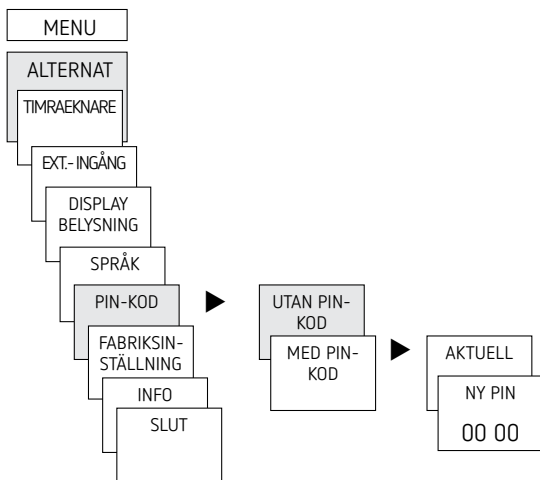 MENU
ALTERNAT
TIMRAEKNARE
EXT.- INGÅNG
DISPLAY
BELYSNING
SPRÅK
PIN-KOD
FABRIKSIN-
STÄLLNING
INFO
SLUT
UTAN PIN-
KOD
MED PIN-
KOD
AKTUELL
NY PIN
00 00